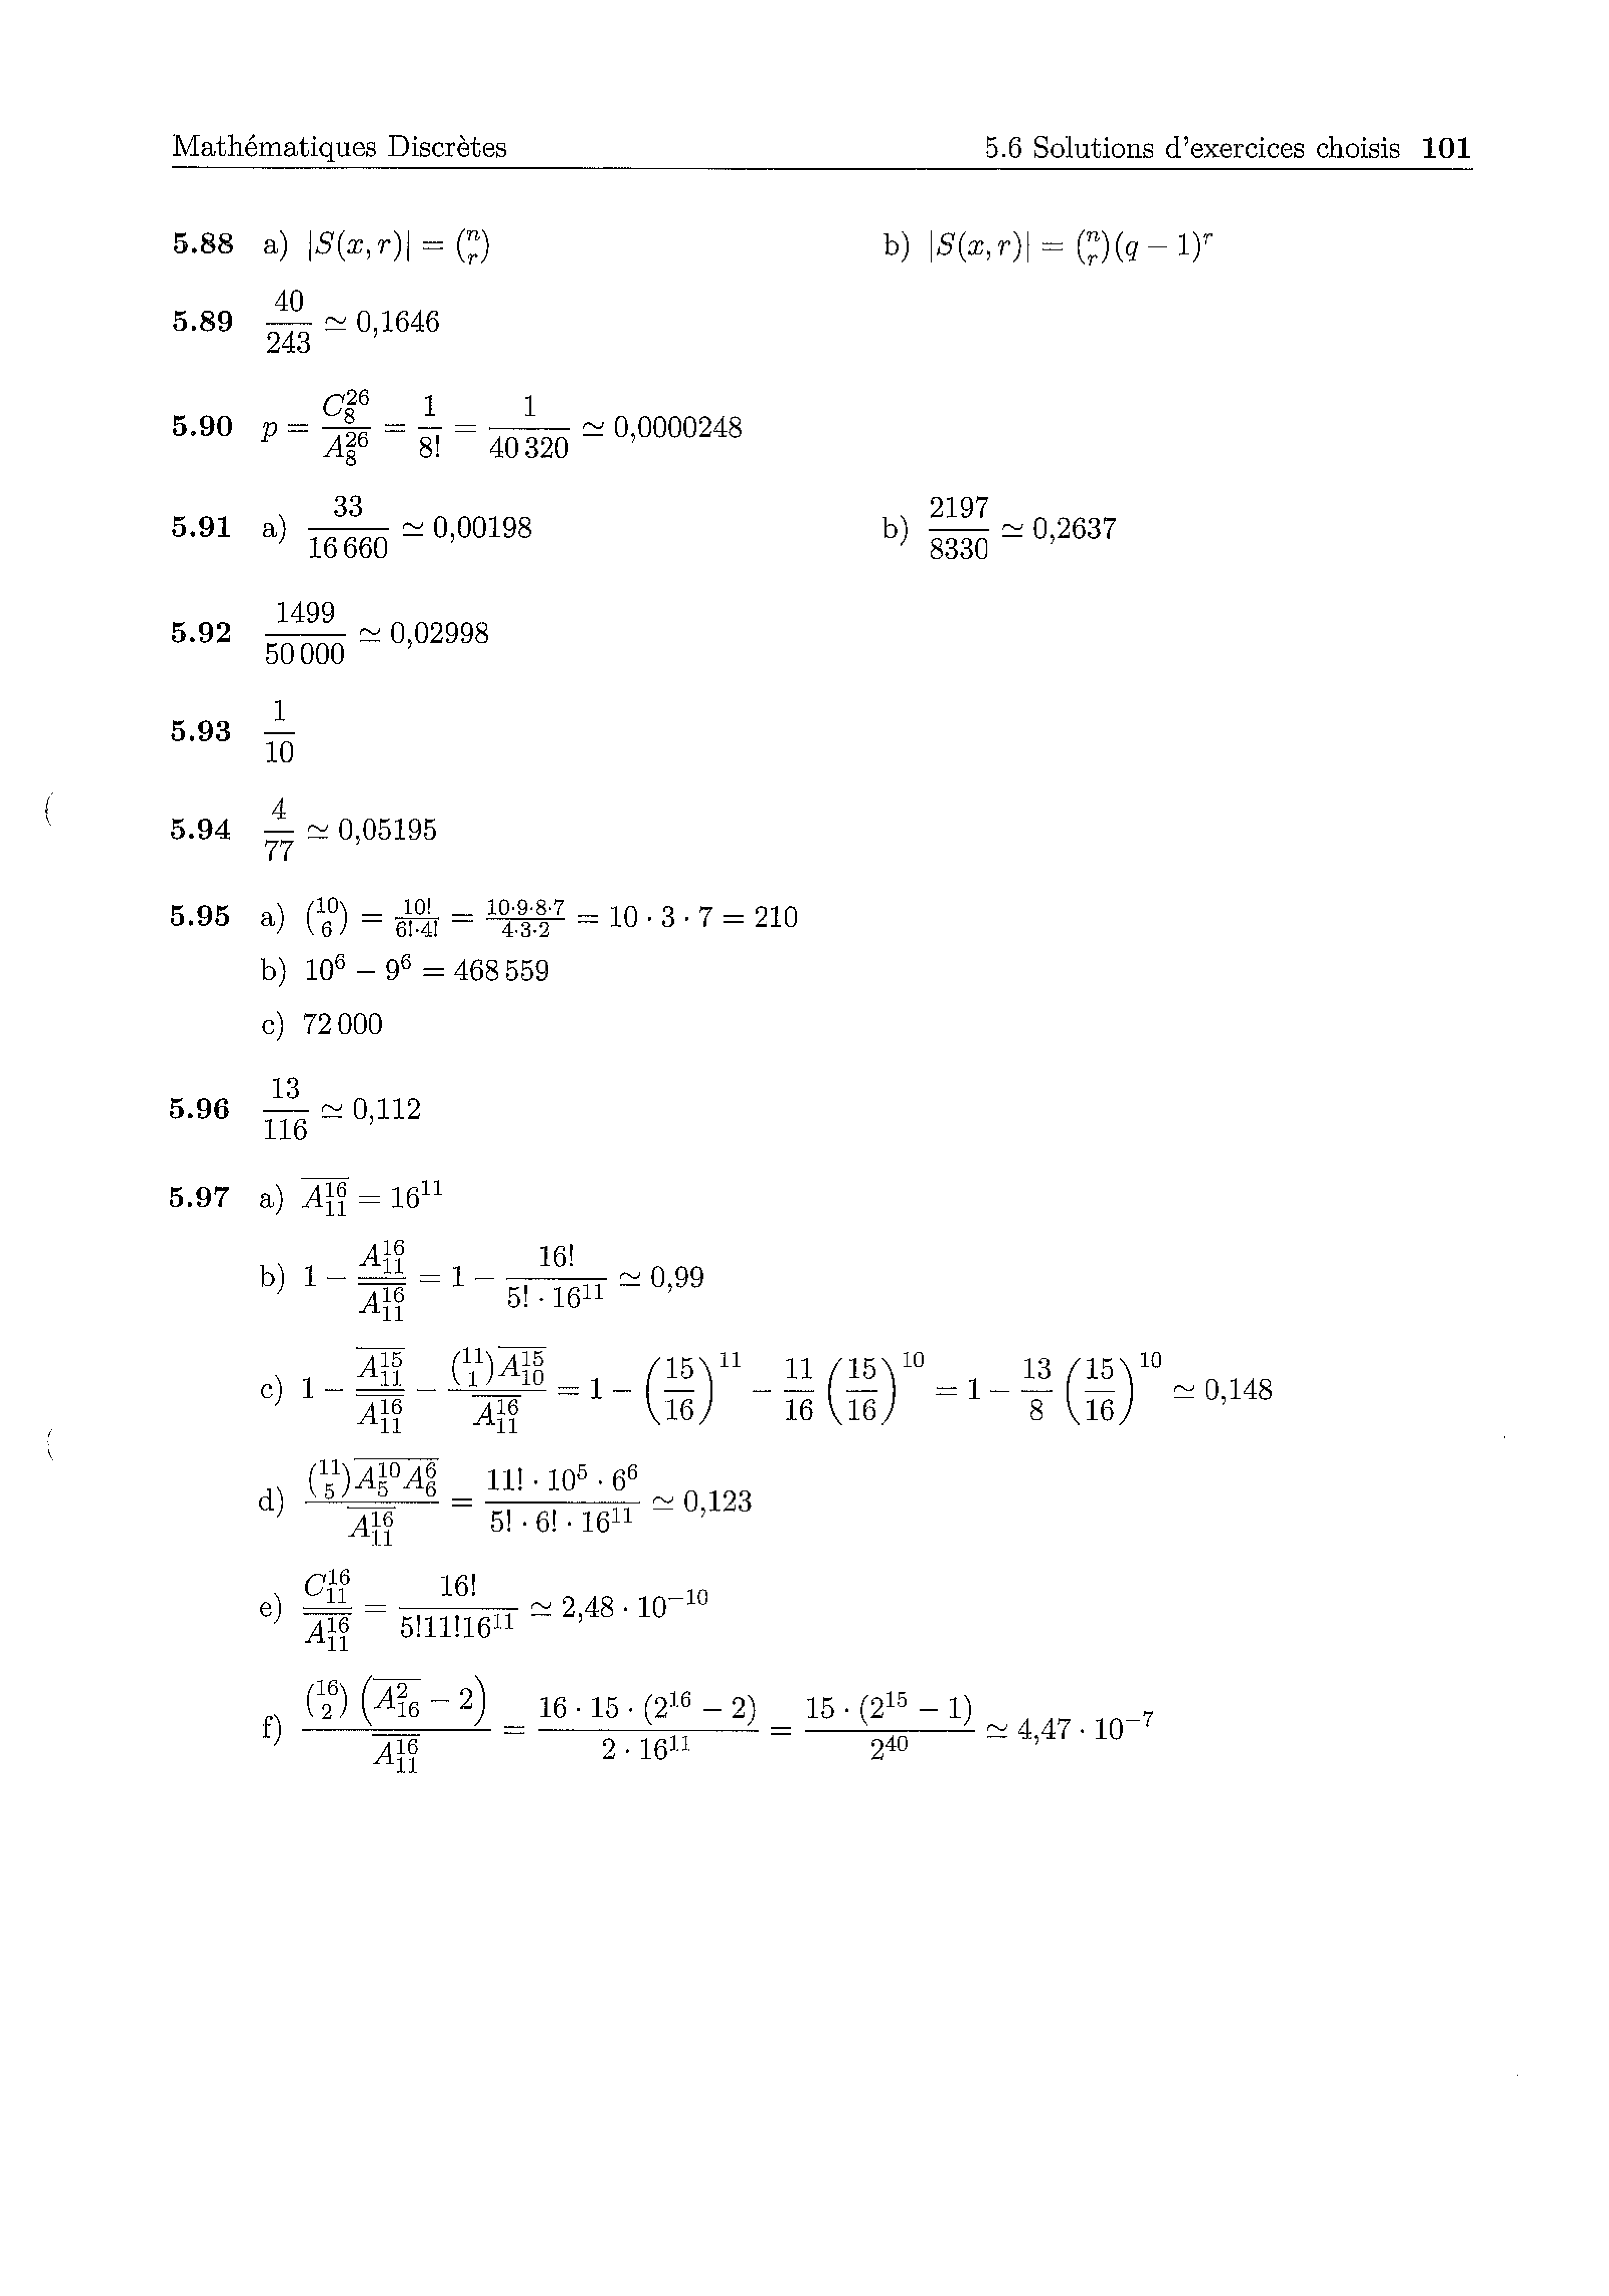 Mathématiques Discrètes 5.6 Solutions d'exercices choisis 101
5.88 a) $|S(x,r)| = \binom{n}{r}$ b) $|S(x,r)| = \binom{n}{r}(q-1)^r$
5.89 $\frac{40}{243} \simeq 0,1646$
5.90 $p = \frac{C_8^{26}}{A_8^{26}} = \frac{1}{8!} = \frac{1}{40\,320} \simeq 0,0000248$
5.91 a) $\frac{33}{16\,660} \simeq 0,00198$ b) $\frac{2197}{8330} \simeq 0,2637$
5.92 $\frac{1499}{50\,000} \simeq 0,02998$
5.93 $\frac{1}{10}$
5.94 $\frac{4}{77} \simeq 0,05195$
5.95 a) $\binom{10}{6} = \frac{10!}{6!\cdot 4!} = \frac{10\cdot 9\cdot 8\cdot 7}{4\cdot 3\cdot 2} = 10 \cdot 3 \cdot 7 = 210$
b) $10^6 - 9^6 = 468\,559$
c) 72 000
5.96 $\frac{13}{116} \simeq 0,112$
5.97 a) $\overline{A_{11}^{16}} = 16^{11}$
b) $1 - \frac{A_{11}^{16}}{\overline{A_{11}^{16}}} = 1 - \frac{16!}{5! \cdot 16^{11}} \simeq 0,99$
c) $1 - \frac{\overline{A_{11}^{15}}}{\overline{A_{11}^{16}}} - \frac{\binom{11}{1}\overline{A_{10}^{15}}}{\overline{A_{11}^{16}}} = 1 - \left(\frac{15}{16}\right)^{11} - \frac{11}{16}\left(\frac{15}{16}\right)^{10} = 1 - \frac{13}{8}\left(\frac{15}{16}\right)^{10} \simeq 0,148$
d) $\frac{\binom{11}{5}\overline{A_5^{10}A_6^6}}{\overline{A_{11}^{16}}} = \frac{11! \cdot 10^5 \cdot 6^6}{5! \cdot 6! \cdot 16^{11}} \simeq 0,123$
e) $\frac{C_{11}^{16}}{\overline{A_{11}^{16}}} = \frac{16!}{5!11!16^{11}} \simeq 2,48 \cdot 10^{-10}$
f) $\frac{\binom{16}{2}\left(\overline{A_{16}^2} - 2\right)}{\overline{A_{11}^{16}}} = \frac{16 \cdot 15 \cdot (2^{16} - 2)}{2 \cdot 16^{11}} = \frac{15 \cdot (2^{15} - 1)}{2^{40}} \simeq 4,47 \cdot 10^{-7}$